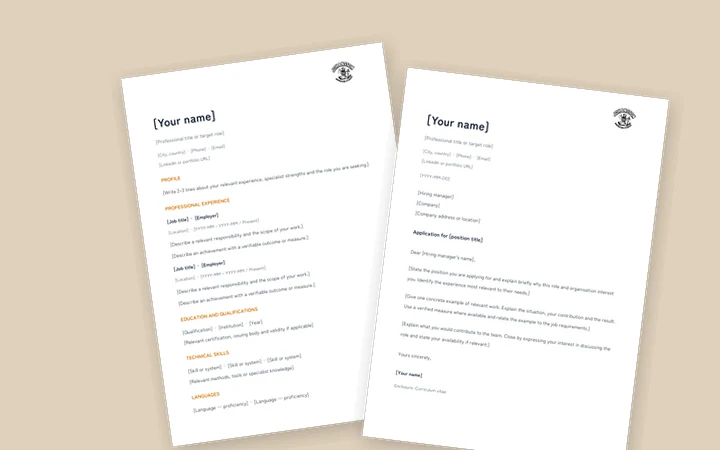 [Your name]
[Professional title or target role]
[City, country] · [Phone] · [Email]
[LinkedIn or portfolio URL]
PROFILE
[Write 2–3 lines about your relevant experience, specialist strengths and the role you are seeking.]
PROFESSIONAL EXPERIENCE
[Job title] · [Employer]
[Location] · [YYYY-MM – YYYY-MM / Present]
[Describe a relevant responsibility and the scope of your work.]
[Describe an achievement with a verifiable outcome or measure.]
[Job title] · [Employer]
[Location] · [YYYY-MM – YYYY-MM / Present]
[Describe a relevant responsibility and the scope of your work.]
[Describe an achievement with a verifiable outcome or measure.]
EDUCATION AND QUALIFICATIONS
[Qualification] · [Institution] · [Year]
[Relevant certification, issuing body and validity if applicable]
TECHNICAL SKILLS
[Skill or system] · [Skill or system] · [Skill or system]
[Relevant methods, tools or specialist knowledge]
LANGUAGES
[Language — proficiency] · [Language — proficiency]
[Your name]
[Professional title or target role]
[City, country] · [Phone] · [Email]
[LinkedIn or portfolio URL]
[YYYY-MM-DD]
[Hiring manager]
[Company]
[Company address or location]
Application for [position title]
Dear [Hiring manager's name],
[State the position you are applying for and explain briefly why this role and organisation interest
you. Identify the experience most relevant to their needs.]
[Give one concrete example of relevant work. Explain the situation, your contribution and the result.
Use a verified measure where available and relate the example to the job requirements.]
[Explain what you would contribute to the team. Close by expressing your interest in discussing the
role and state your availability if relevant.]
Yours sincerely,
[Your name]
Enclosure: Curriculum vitae